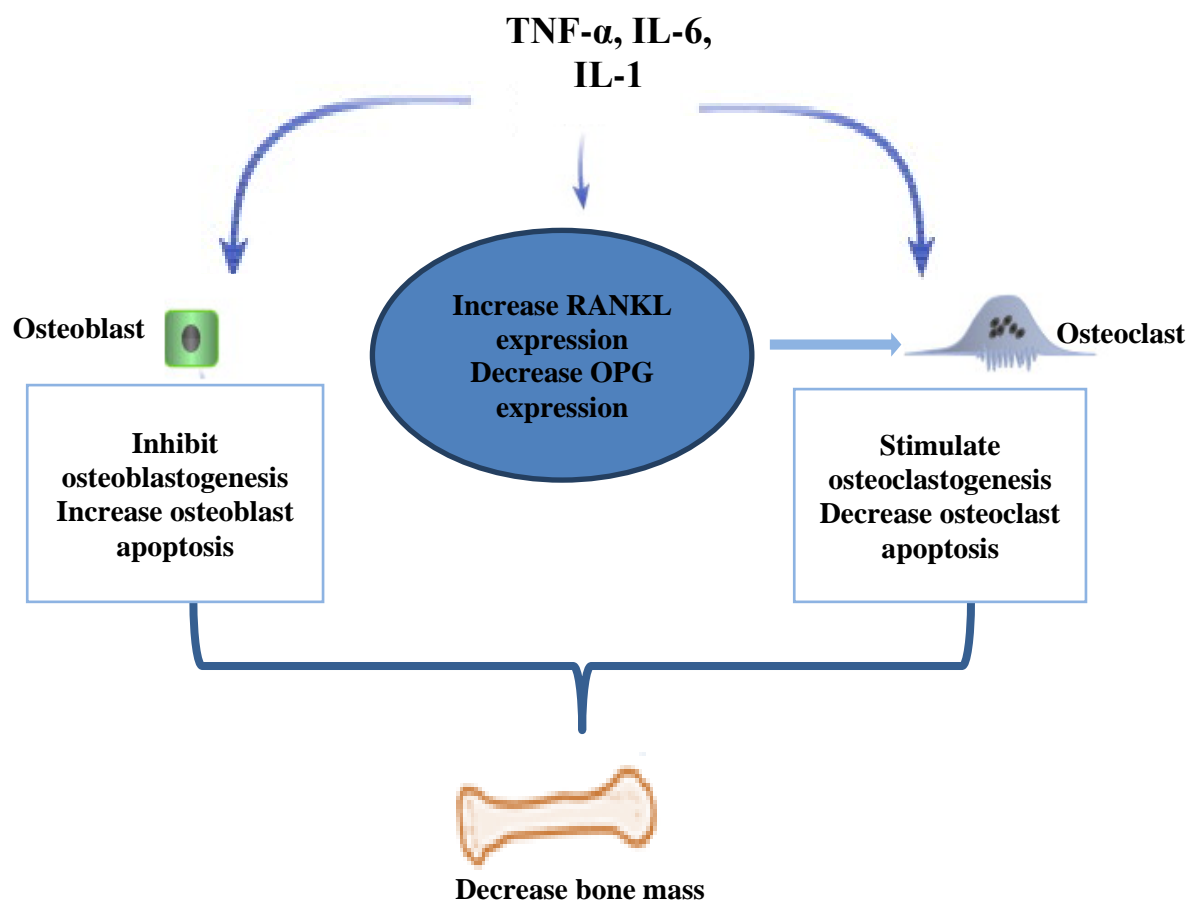 TNF-α, IL-6,
IL-1
Osteoblast
Increase RANKL
expression
Decrease OPG
expression
Osteoclast
Inhibit
osteoblastogenesis
Increase osteoblast
apoptosis
Stimulate
osteoclastogenesis
Decrease osteoclast
apoptosis
Decrease bone mass